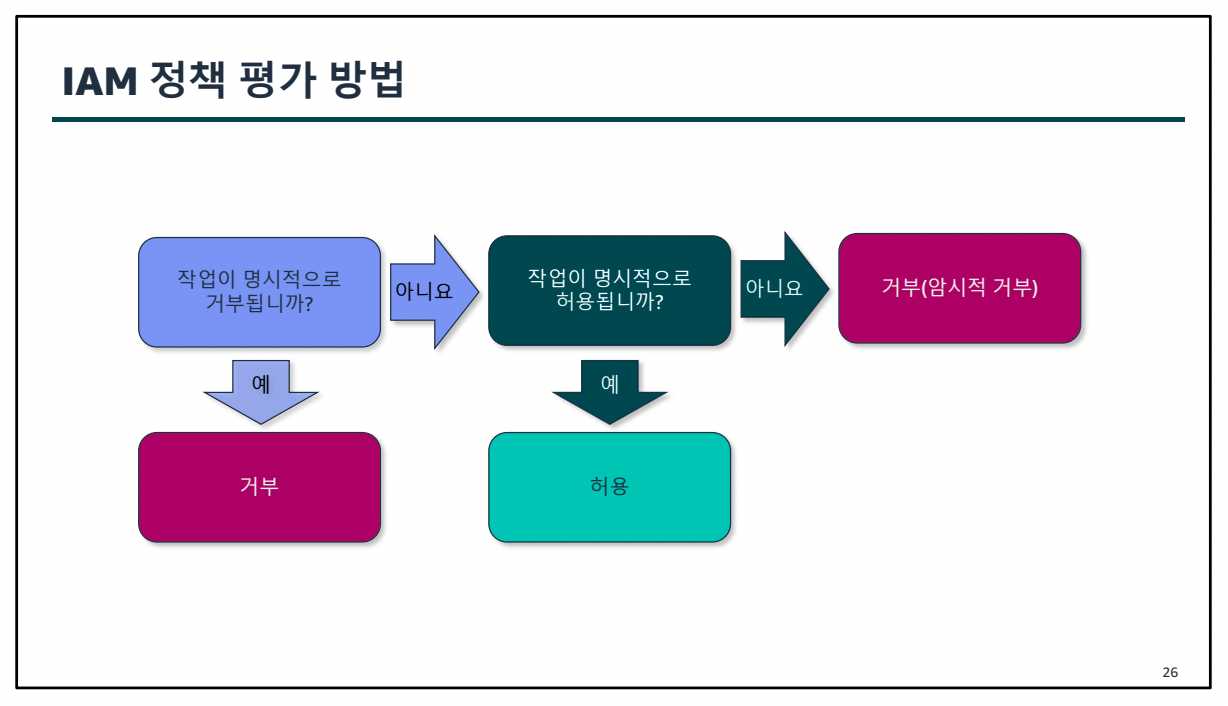 IAM 정책 평가 방법
작업이 명시적으로
거부됩니까?
아니요
작업이 명시적으로
허용됩니까?
아니요
거부(암시적 거부)
예
예
거부
허용
26